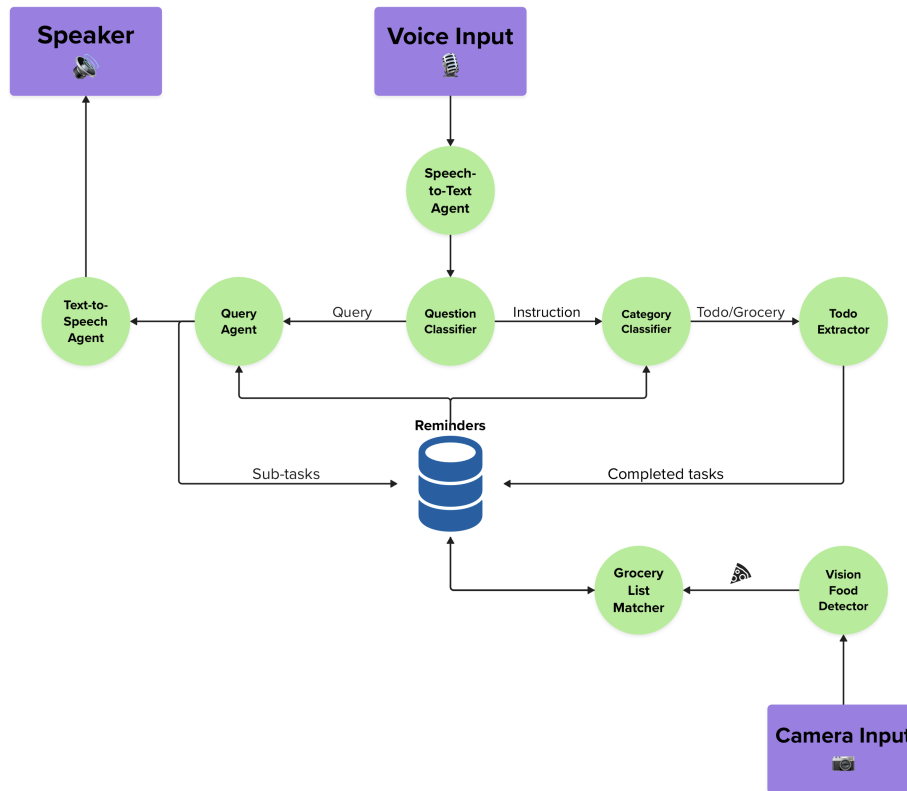 Speaker
Voice Input
Speech-
to-Text
Agent
Text-to-
Speech
Agent
Query
Agent
Query
Question
Classifier
Instruction
Category
Classifier
Todo/Grocery
Todo
Extractor
Reminders
Sub-tasks
Completed tasks
Grocery
List
Matcher
Vision
Food
Detector
Camera Input